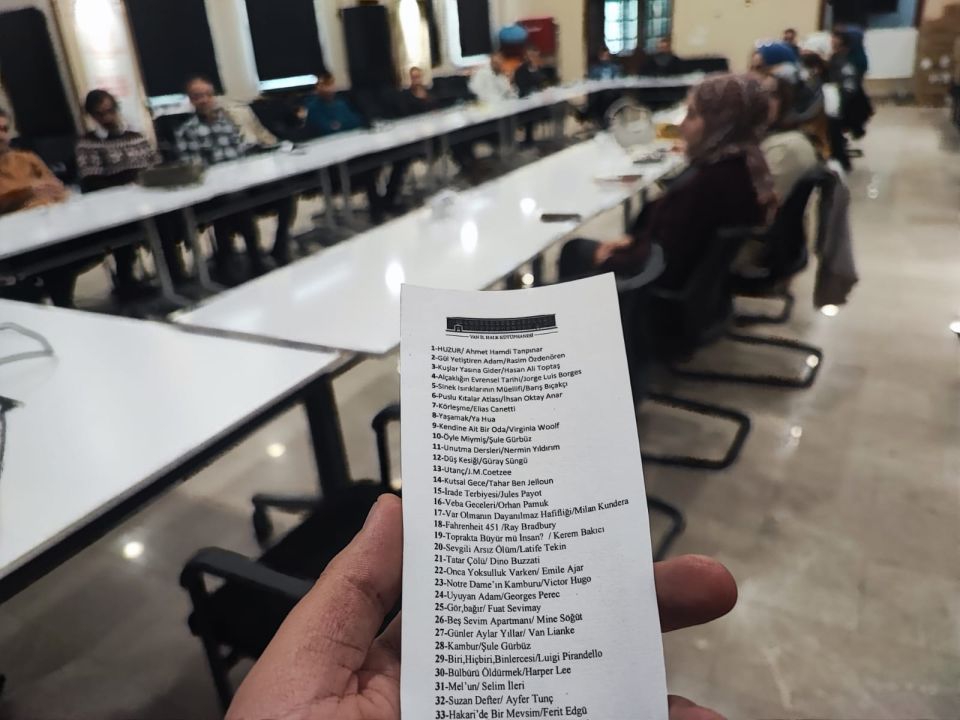 VAN İL HALK KÜTÜPHANESİ
1-HUZUR/ Ahmet Hamdi Tanpınar
2-Gül Yetiştiren Adam/Rasim Özdenören
3-Kuşlar Yasına Gider/Hasan Ali Toptaş
4-Alçaklığın Evrensel Tarihi/Jorge Luis Borges
5-Sinek Isırıklarının Müellifi/Barış Bıçakçı
6-Puslu Kıtalar Atlası/İhsan Oktay Anar
7-Körleşme/Elias Canetti
8-Yaşamak/Ya Hua
9-Kendine Ait Bir Oda/Virginia Woolf
10-Öyle Miymiş/Şule Gürbüz
11-Unutma Dersleri/Nermin Yıldırım
12-Düş Kesiği/Güray Süngü
13-Utanç/J.M.Coetzee
14-Kutsal Gece/Tahar Ben Jelloun
15-İrade Terbiyesi/Jules Payot
16-Veba Geceleri/Orhan Pamuk
17-Var Olmanın Dayanılmaz Hafifliği/Milan Kundera
18-Fahrenheit 451 /Ray Bradbury
19-Toprakta Büyür mü İnsan? / Kerem Bakıcı
20-Sevgili Arsız Ölüm/Latife Tekin
21-Tatar Çölü/ Dino Buzzati
22-Onca Yoksulluk Varken/ Emile Ajar
23-Notre Dame'ın Kamburu/Victor Hugo
24-Uyuyan Adam/Georges Perec
25-Gör,bağır/ Fuat Sevimay
26-Beş Sevim Apartmanı/ Mine Söğüt
27-Günler Aylar Yıllar/ Van Lianke
28-Kambur/Şule Gürbüz
29-Biri,Hiçbiri,Binlercesi/Luigi Pirandello
30-Bülbürü Öldürmek/Harper Lee
31-Mel'un/ Selim İleri
32-Suzan Defter/ Ayfer Tunç
33-Hakari'de Bir Mevsim/Ferit Edgü